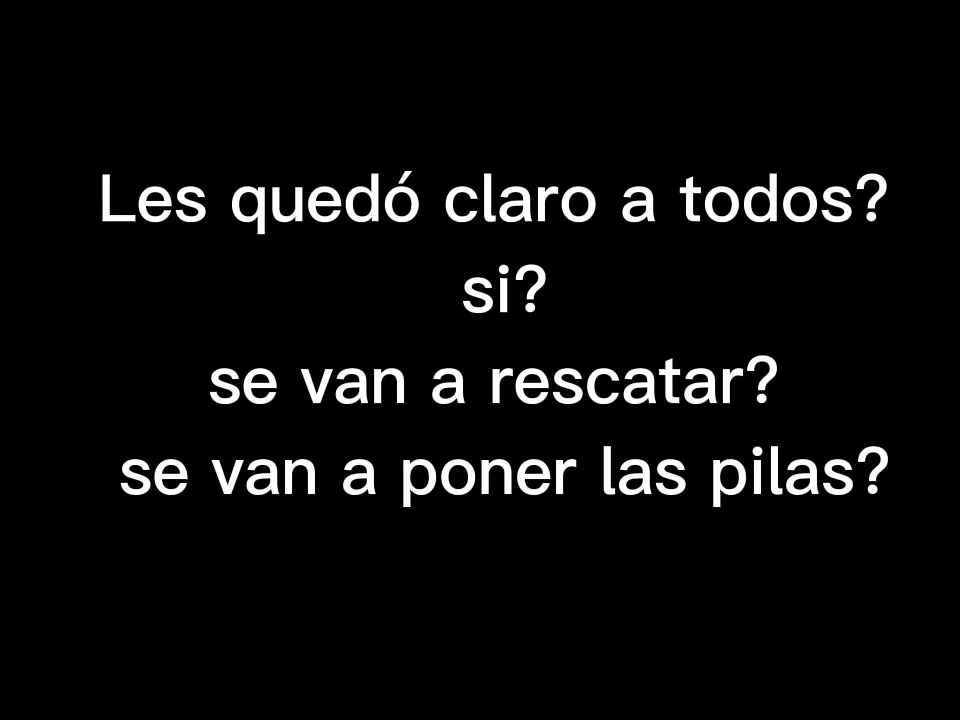 Les quedó claro a todos?
si?
se van a rescatar?
se van a poner las pilas?